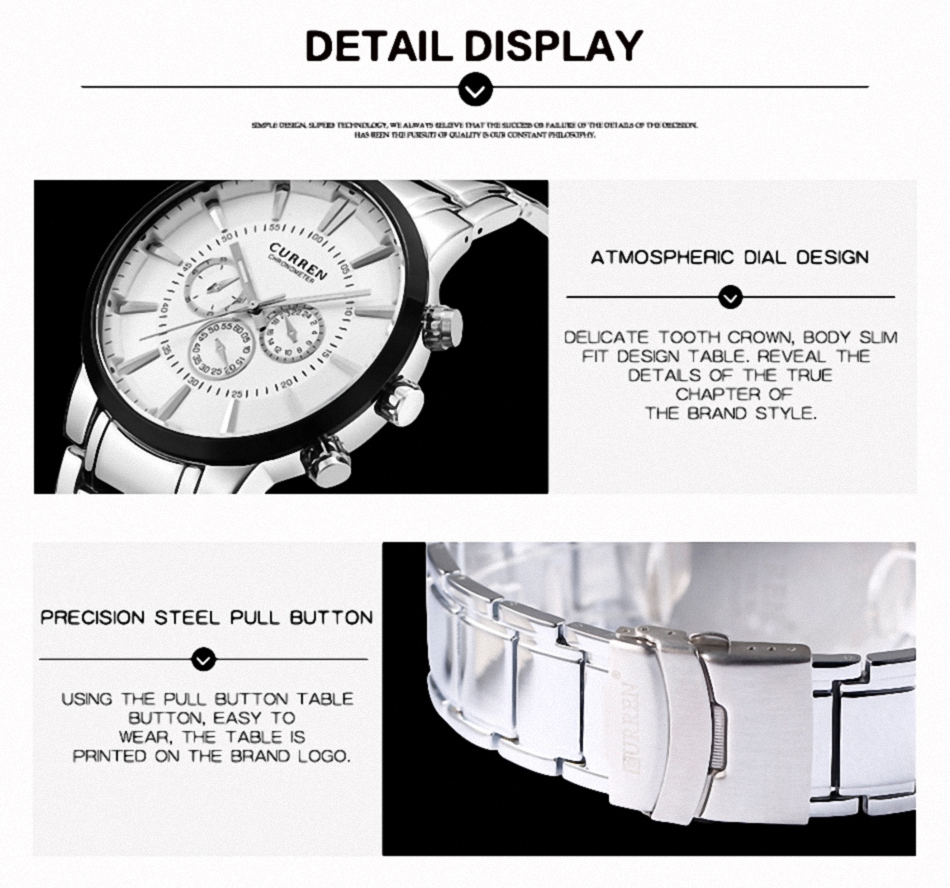 DETAIL DISPLAY
SIMPLE DESIGN, SUPERB TECHNOLOGY, WE ALWAYS BELIEVE THAT THE SUCCESS OR FAILURE OF THE DETAILS OF THE DECISION.
HAS BEEN THE PURSUIT OF QUALITY IS OUR CONSTANT PHILOSOPHY.
CURREN
CHRONOMETER
ATMOSPHERIC DIAL DESIGN
DELICATE TOOTH CROWN, BODY SLIM
FIT DESIGN TABLE. REVEAL THE
DETAILS OF THE TRUE
CHAPTER OF
THE BRAND STYLE.
PRECISION STEEL PULL BUTTON
USING THE PULL BUTTON TABLE
BUTTON, EASY TO
WEAR, THE TABLE IS
PRINTED ON THE BRAND LOGO.
CURREN